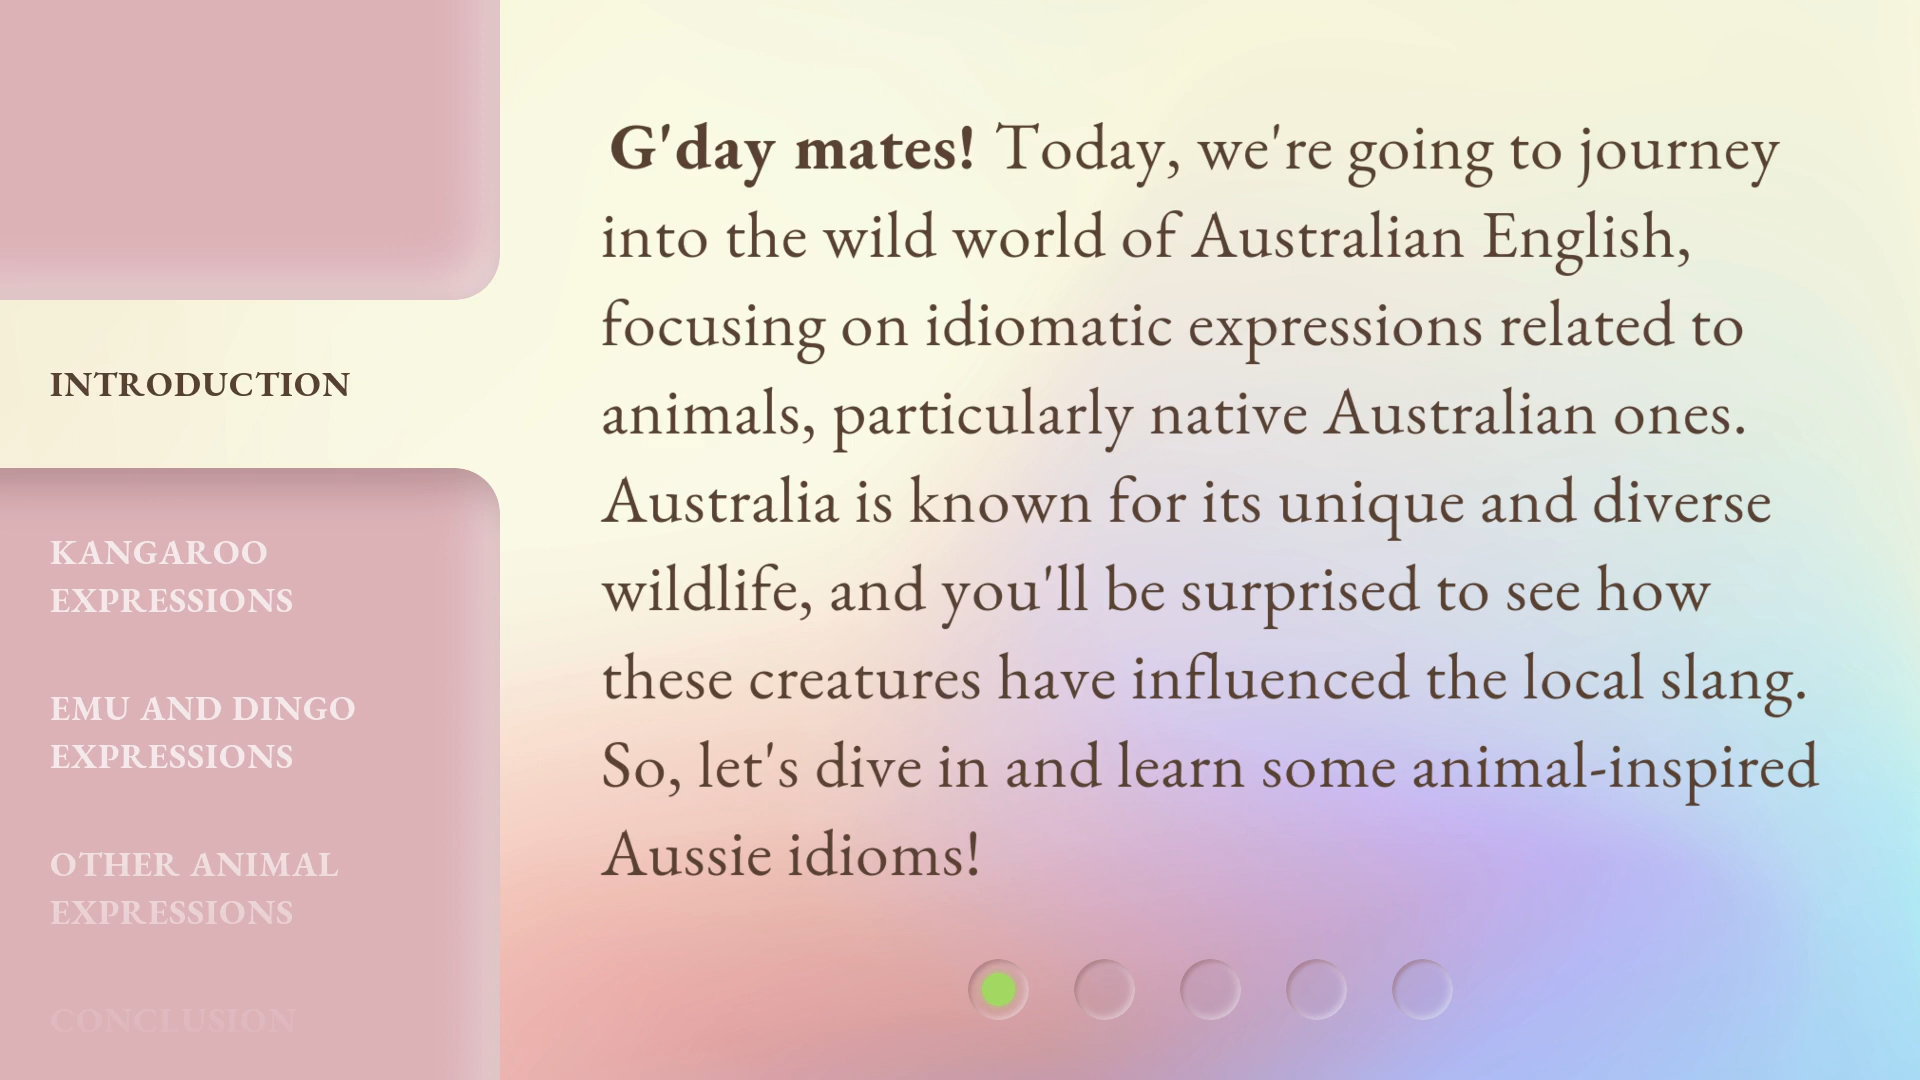 INTRODUCTION
KANGAROO
EXPRESSIONS
EMU AND DINGO
EXPRESSIONS
OTHER ANIMAL
EXPRESSIONS
CONCLUSION
G'day mates! Today, we're going to journey
into the wild world of Australian English,
focusing on idiomatic expressions related to
animals, particularly native Australian ones.
Australia is known for its unique and diverse
wildlife, and you'll be surprised to see how
these creatures have influenced the local slang.
So, let's dive in and learn some animal-inspired
Aussie idioms!